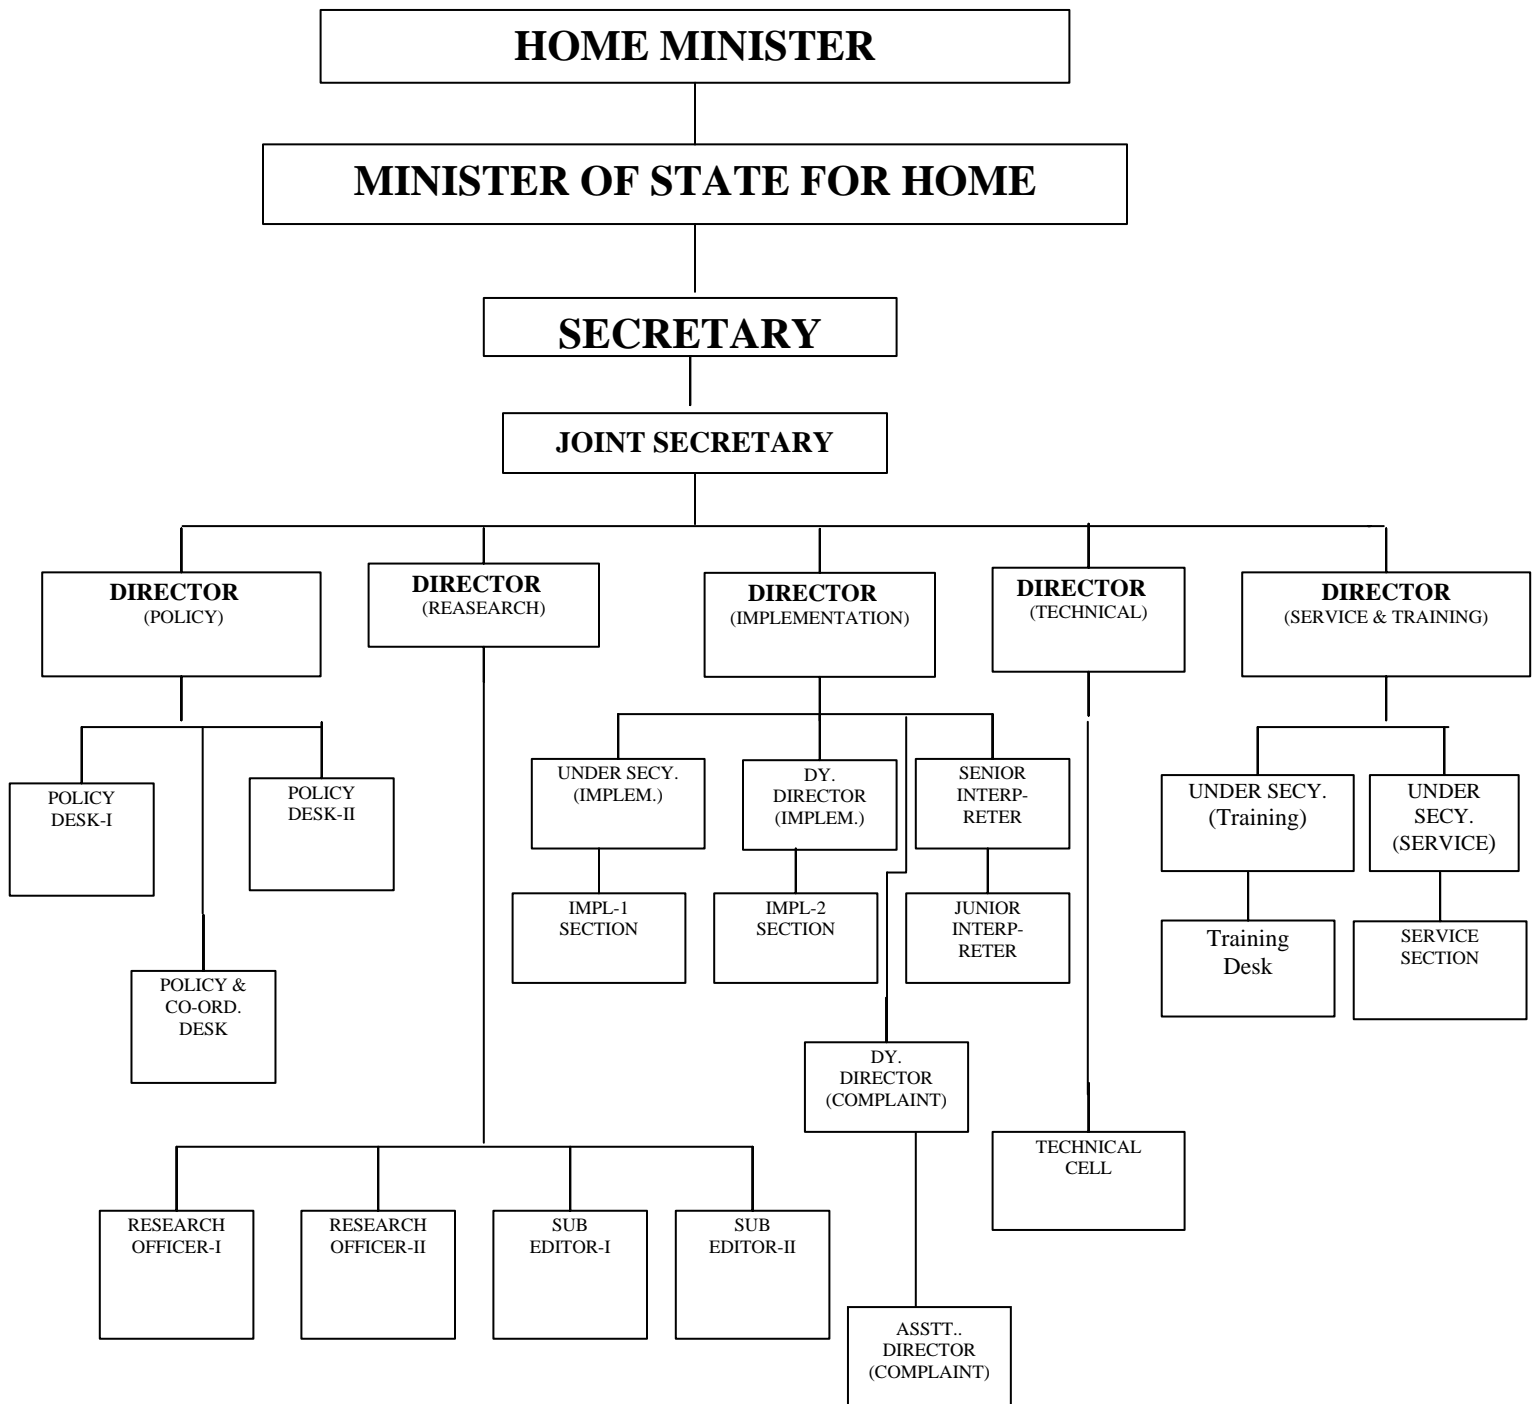 HOME MINISTER
MINISTER OF STATE FOR HOME
SECRETARY
JOINT SECRETARY
DIRECTOR
(POLICY)
DIRECTOR
(REASEARCH)
DIRECTOR
(IMPLEMENTATION)
DIRECTOR
(TECHNICAL)
DIRECTOR
(SERVICE & TRAINING)
POLICY
DESK-I
POLICY
DESK-II
UNDER SECY.
(IMPLEM.)
DY.
DIRECTOR
(IMPLEM.)
SENIOR
INTERP-
RETER
UNDER SECY.
(Training)
UNDER
SECY.
(SERVICE)
IMPL-1
SECTION
IMPL-2
SECTION
JUNIOR
INTERP-
RETER
Training
Desk
SERVICE
SECTION
POLICY &
CO-ORD.
DESK
DY.
DIRECTOR
(COMPLAINT)
TECHNICAL
CELL
RESEARCH
OFFICER-I
RESEARCH
OFFICER-II
SUB
EDITOR-I
SUB
EDITOR-II
ASSTT..
DIRECTOR
(COMPLAINT)